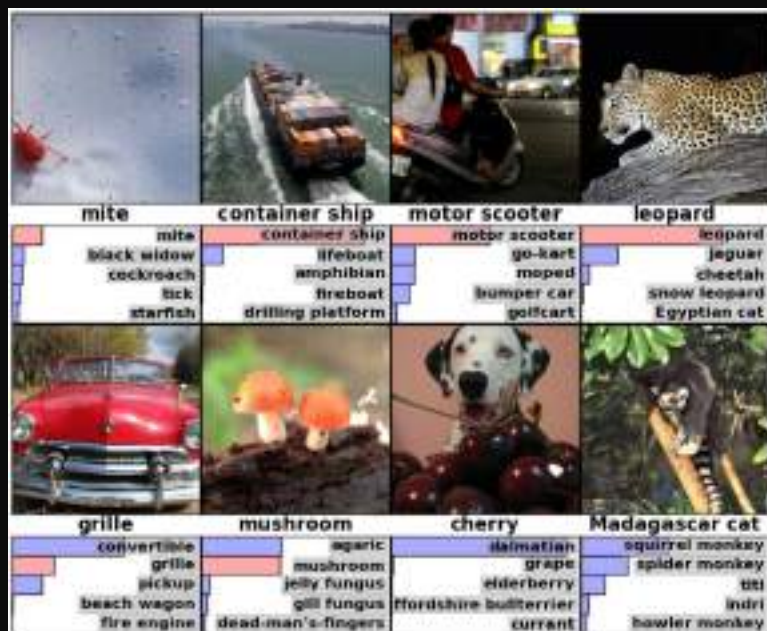 mite
container ship
motor scooter
leopard
mite
black widow
cockroach
tick
starfish
container ship
lifeboat
amphibian
fireboat
drilling platform
motor scooter
go-kart
moped
bumper car
golfcart
leopard
jaguar
cheetah
snow leopard
Egyptian cat
grille
mushroom
cherry
Madagascar cat
convertible
grille
pickup
beach wagon
fire engine
agaric
mushroom
jelly fungus
gill fungus
dead-man's-fingers
dalmatian
grape
elderberry
ffordshire bullterrier
currant
squirrel monkey
spider monkey
titi
indri
howler monkey